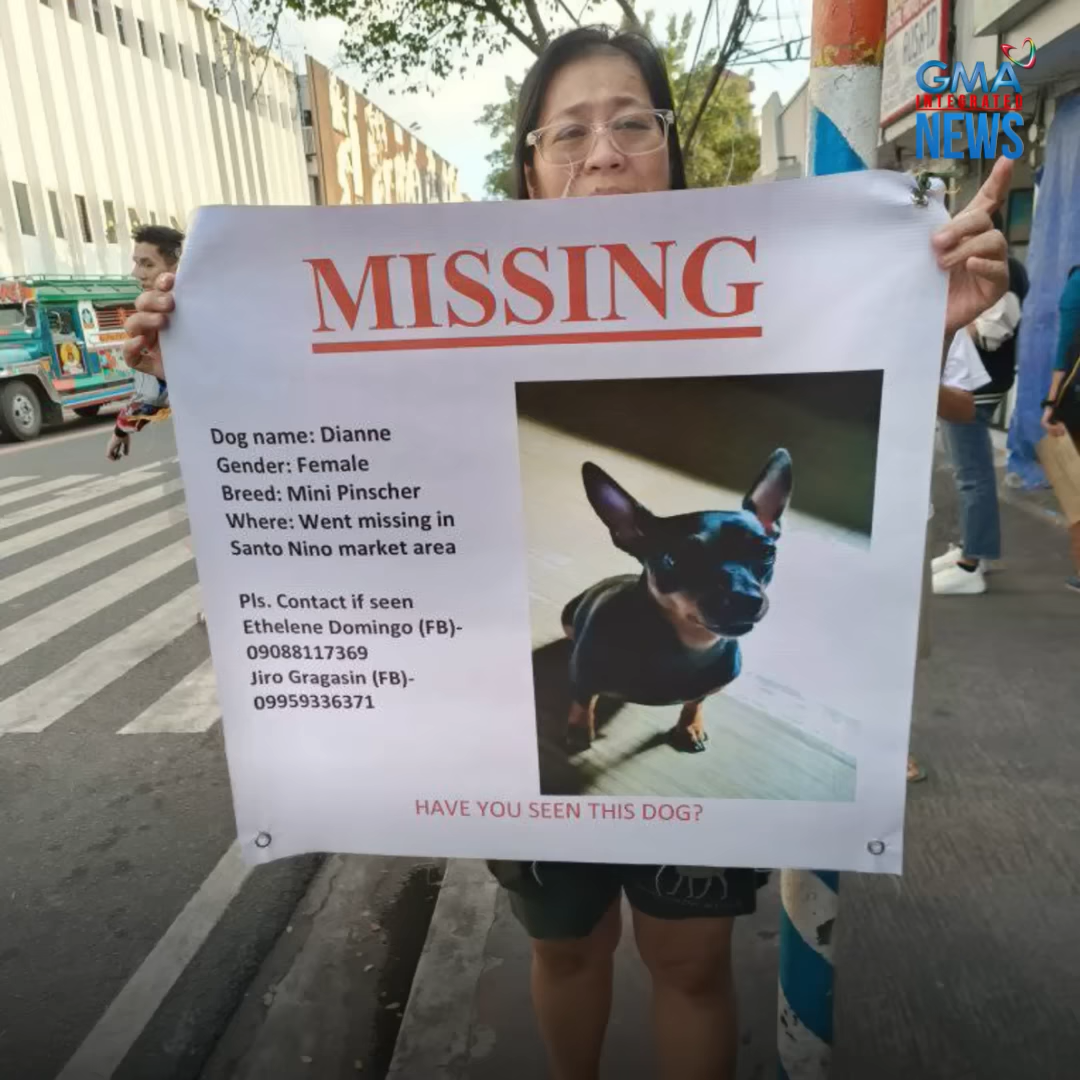 GMA
INTEGRATED
NEWS
MISSING
Dog name: Dianne
Gender: Female
Breed: Mini Pinscher
Where: Went missing in
Santo Nino market area
Pls. Contact if seen
Ethelene Domingo (FB)-
09088117369
Jiro Gragasin (FB)-
09959336371
HAVE YOU SEEN THIS DOG?